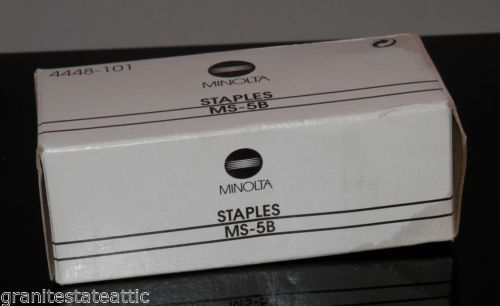 4448-101
MINOLTA
STAPLES
MS-5B
MINOLTA
STAPLES
MS-5B
© granitestateattic